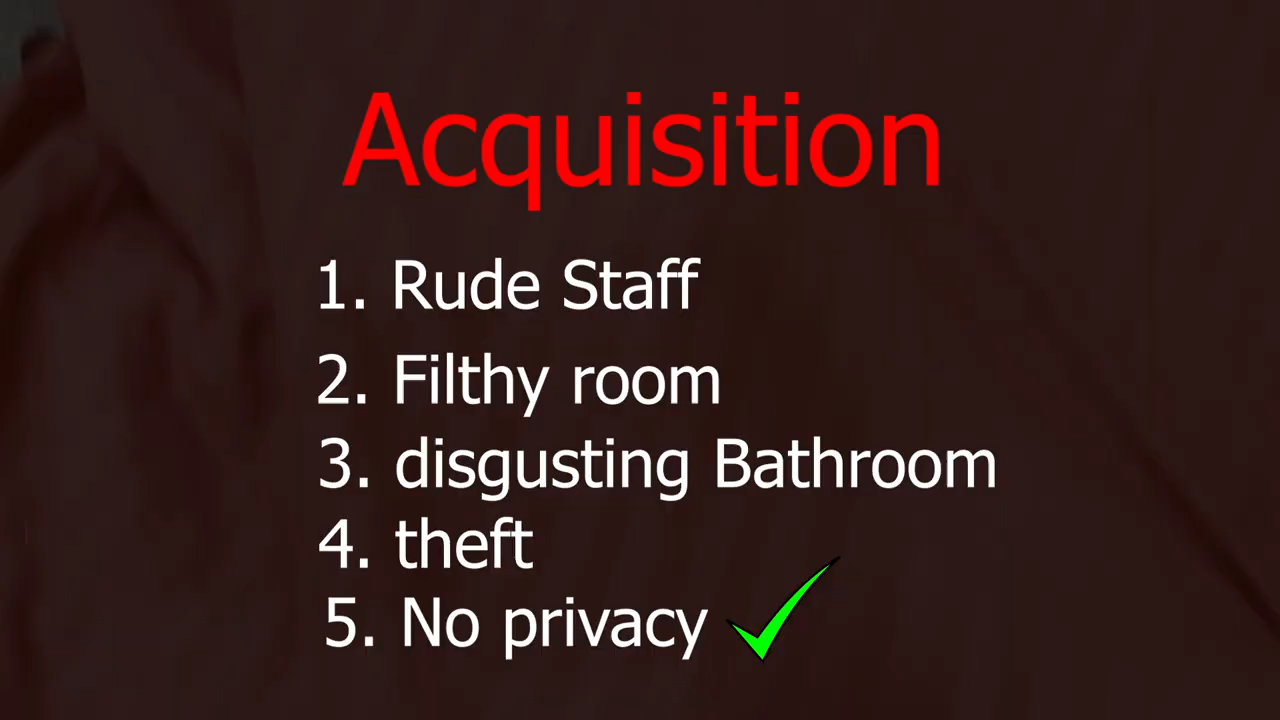 Acquisition
1. Rude Staff
2. Filthy room
3. disgusting Bathroom
4. theft
5. No privacy